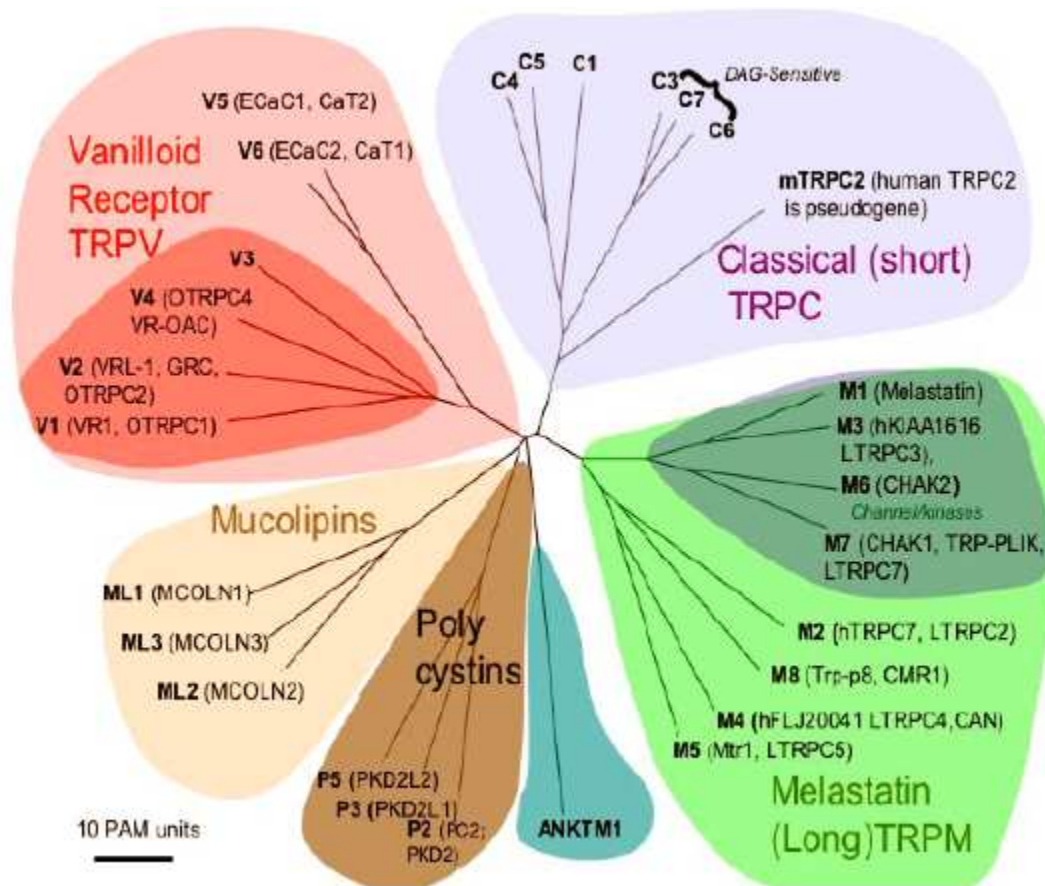 V5 (ECaC1, CaT2)
V6 (ECaC2, CaT1)
Vanilloid
Receptor
TRPV
V3
V4 (OTRPC4
VR-OAC)
V2 (VRL-1, GRC,
OTRPC2)
V1 (VR1, OTRPC1)
C4
C5
C1
C3
C7
C6
DAG-Sensitive
mTRPC2 (human TRPC2
is pseudogene)
Classical (short)
TRPC
M1 (Melastatin)
M3 (hKIAA1616
LTRPC3),
M6 (CHAK2)
Channel/kinases
M7 (CHAK1, TRP-PLIK,
LTRPC7)
M2 (hTRPC7, LTRPC2)
M8 (Trp-p8, CMR1)
M4 (hFLJ20041 LTRPC4,CAN)
M5 (Mtr1, LTRPC5)
Melastatin
(Long)TRPM
Mucolipins
ML1 (MCOLN1)
ML3 (MCOLN3)
ML2 (MCOLN2)
Poly
cystins
P5 (PKD2L2)
P3 (PKD2L1)
P2 (PC2;
PKD2)
ANKTM1
10 PAM units